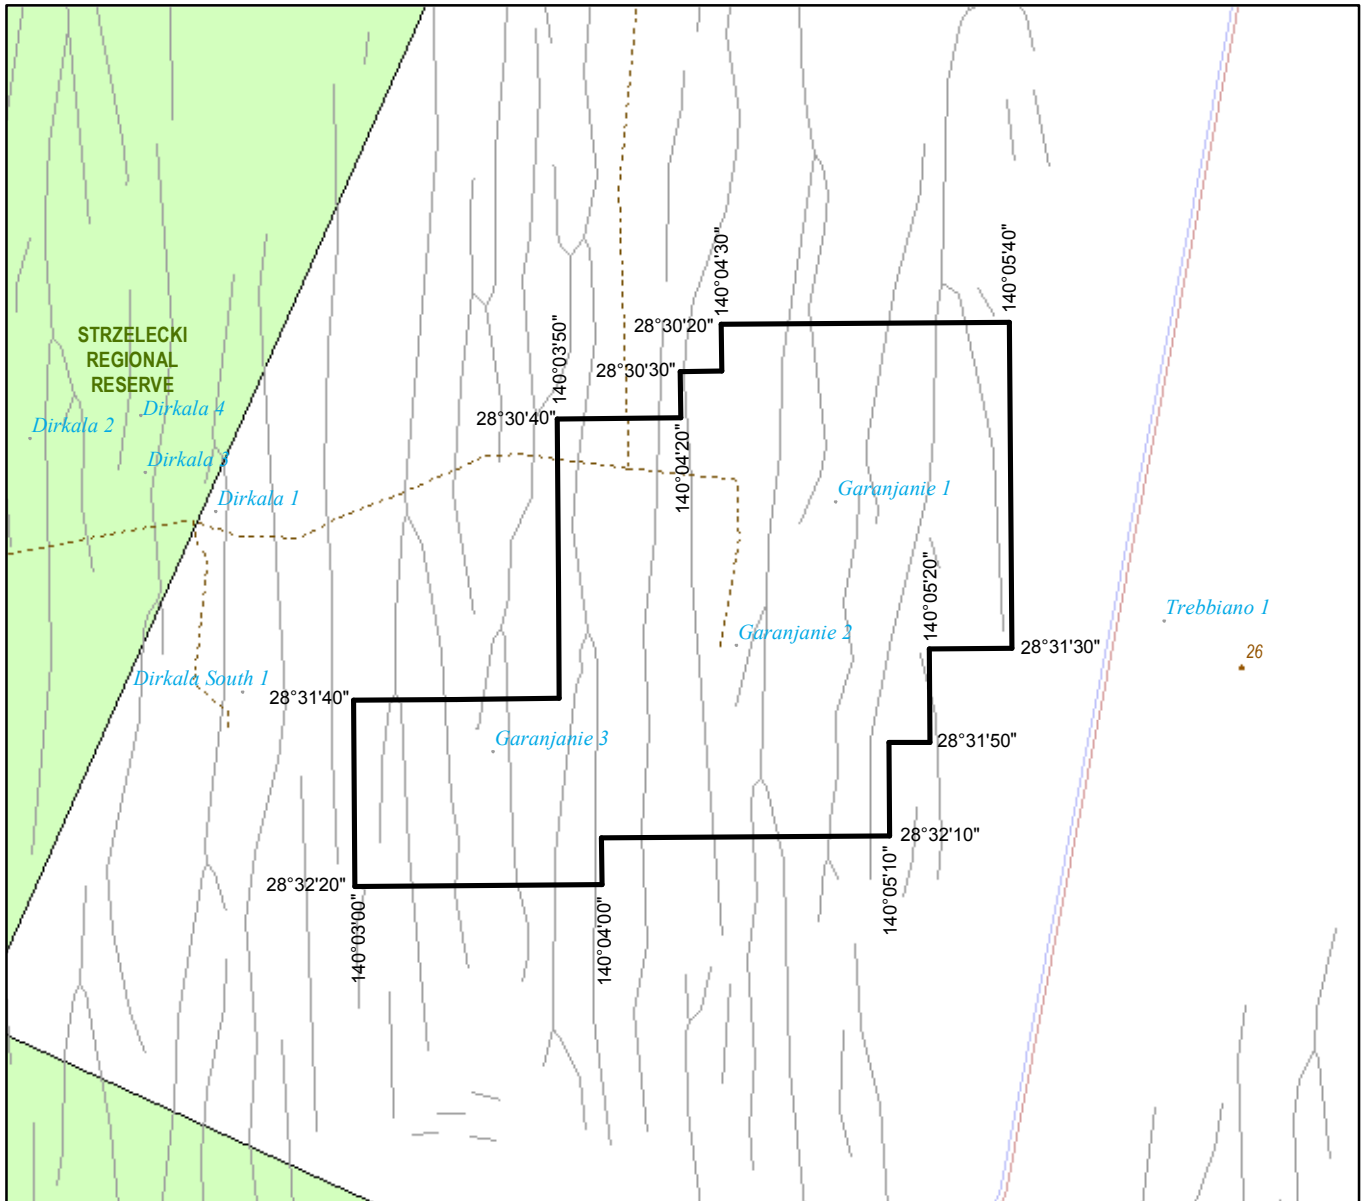 140°04'30"
140°05'40"
28°30'20"
140°03'50"
28°30'30"
STRZELECKI
REGIONAL
RESERVE
Dirkala 4
Dirkala 2
28°30'40"
140°04'20"
Dirkala 3
Dirkala 1
Garanjanie 1
140°05'20"
Trebbiano 1
Garanjanie 2
28°31'30"
26
Dirkala South 1
28°31'40"
Garanjanie 3
28°31'50"
28°32'10"
140°05'10"
28°32'20"
140°03'00"
140°04'00"